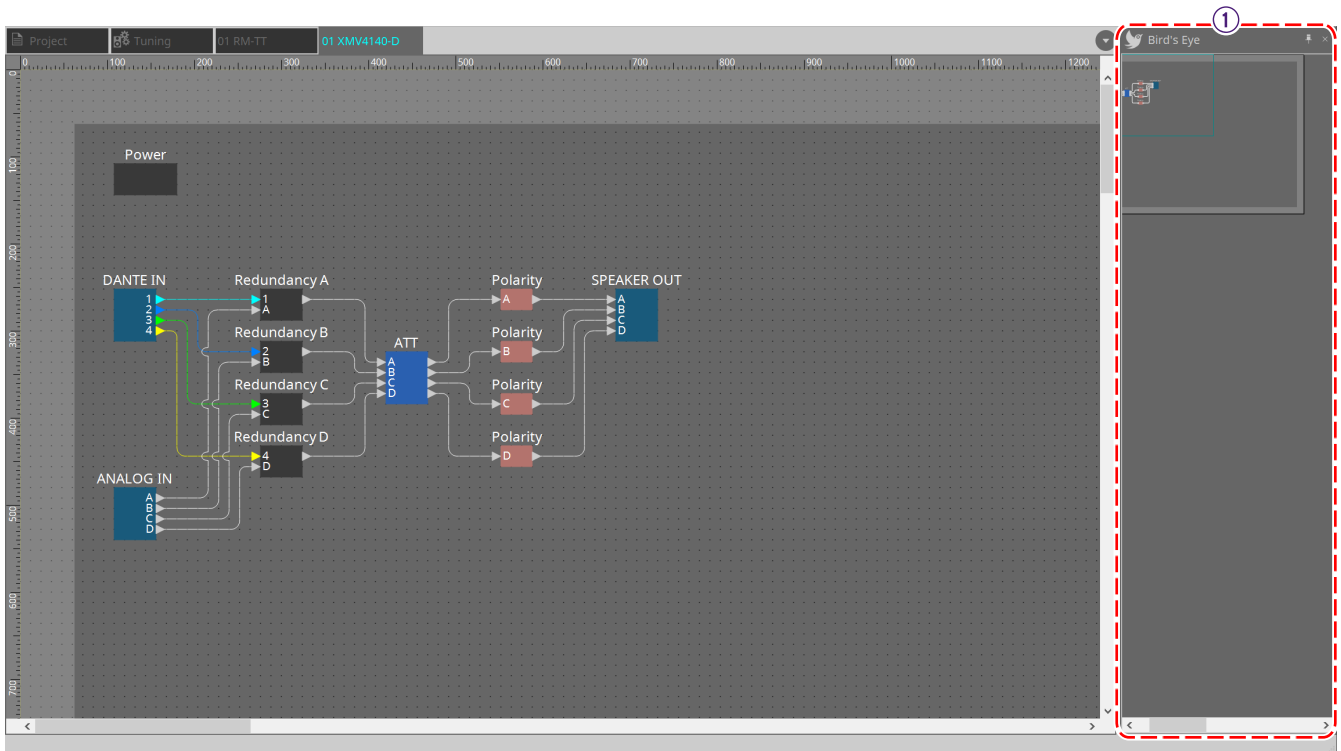 ①
Project
Tuning
01 RM-TT
01 XMV4140-D
Bird's Eye
0 100 200 300 400 500 600 700 800 900 1000 1100 1200
0
100
200
300
400
500
600
700
Power
DANTE IN
1
2
3
4
Redundancy A
1
A
Redundancy B
2
B
Redundancy C
3
C
Redundancy D
4
D
ANALOG IN
A
B
C
D
ATT
A
B
C
D
Polarity
A
Polarity
B
Polarity
C
Polarity
D
SPEAKER OUT
A
B
C
D